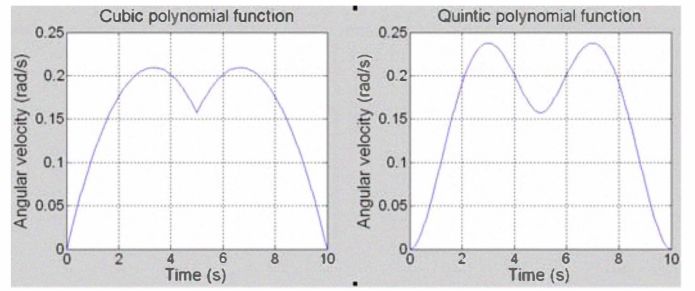 Cubic polynomial function
Angular velocity (rad/s)
0.25
0.2
0.15
0.1
0.05
0
0 2 4 6 8 10
Time (s)
Quintic polynomial function
Angular velocity (rad/s)
0.25
0.2
0.15
0.1
0.05
0
0 2 4 6 8 10
Time (s)